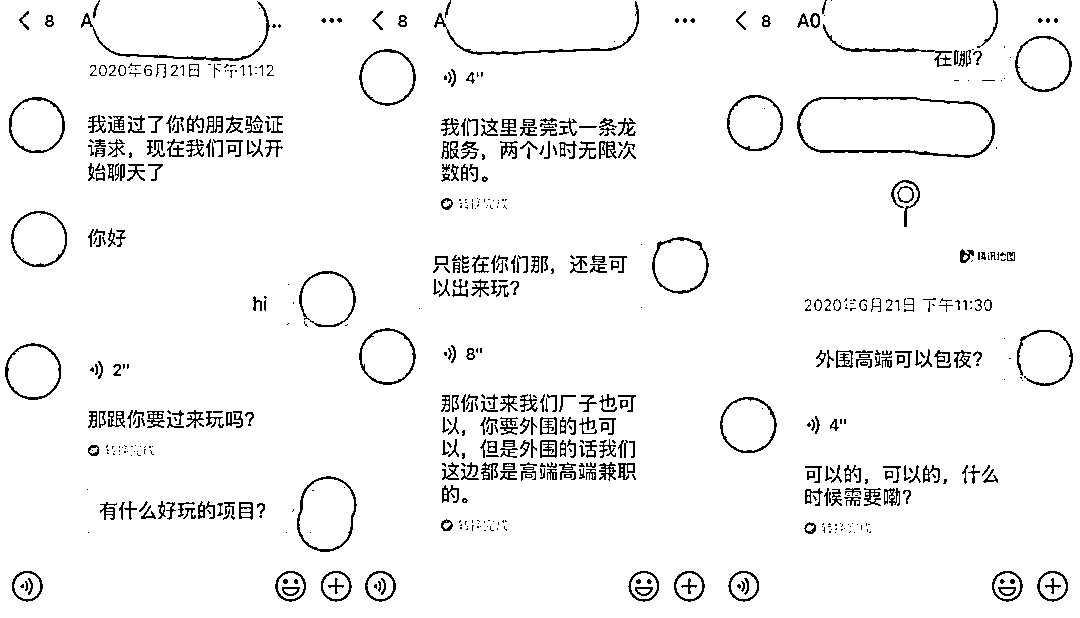 8
A
...
2020年6月21日 下午11:12
我通过了你的朋友验证
请求，现在我们可以开
始聊天了
你好
hi
2"
那跟你要过来玩吗？
转换完成
有什么好玩的项目？
8
A
4"
我们这里是莞式一条龙
服务，两个小时无限次
数的。
转换完成
只能在你们那，还是可
以出来玩？
8"
那你过来我们厂子也可
以，你要外围的也可
以，但是外围的话我们
这边都是高端高端兼职
的。
转换完成
8
A0
在哪？
腾讯地图
2020年6月21日 下午11:30
外围高端可以包夜？
4"
可以的，可以的，什么
时候需要嘞？
转换完成